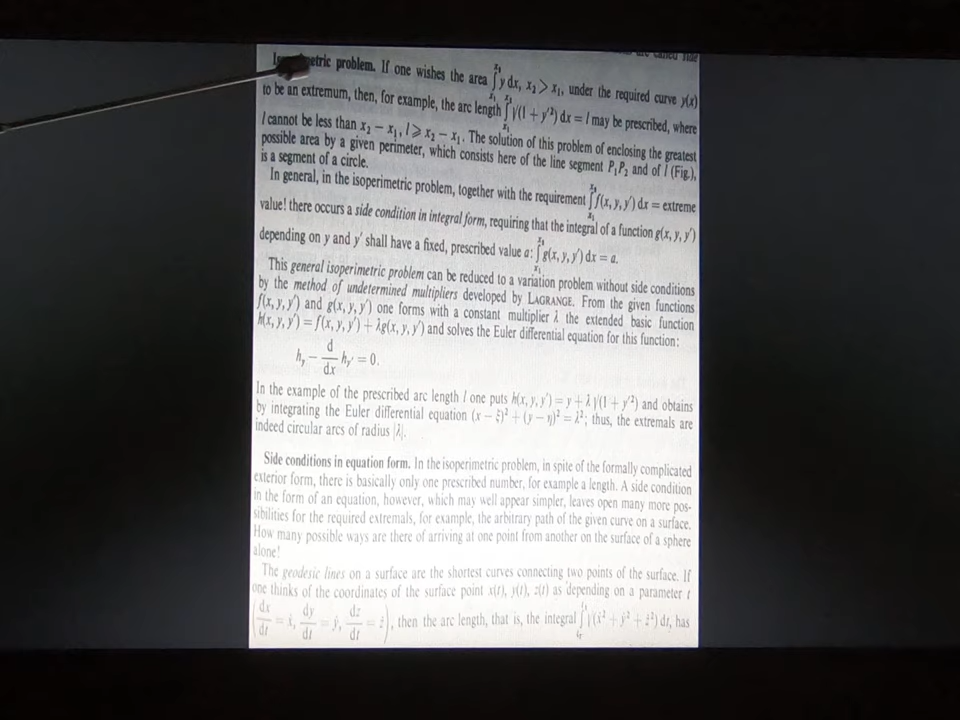 are called line
Isoperimetric problem. If one wishes the area ∫_{x₁}^{x₂} y dx, x₂ > x₁, under the required curve y(x)
to be an extremum, then, for example, the arc length ∫_{x₁}^{x₂} √(1 + y'²) dx = l may be prescribed, where
l cannot be less than x₂ − x₁, l ⩾ x₂ − x₁. The solution of this problem of enclosing the greatest
possible area by a given perimeter, which consists here of the line segment P₁P₂ and of l (Fig.),
is a segment of a circle.
In general, in the isoperimetric problem, together with the requirement ∫_{x₁}^{x₂} f(x, y, y') dx = extreme
value! there occurs a side condition in integral form, requiring that the integral of a function g(x, y, y')
depending on y and y' shall have a fixed, prescribed value a: ∫_{x₁}^{x₂} g(x, y, y') dx = a.
This general isoperimetric problem can be reduced to a variation problem without side conditions
by the method of undetermined multipliers developed by LAGRANGE. From the given functions
f(x, y, y') and g(x, y, y') one forms with a constant multiplier λ the extended basic function
h(x, y, y') = f(x, y, y') + λg(x, y, y') and solves the Euler differential equation for this function:
h_y − d/dx h_y' = 0.
In the example of the prescribed arc length l one puts h(x, y, y') = y + λ √(1 + y'²) and obtains
by integrating the Euler differential equation (x − ξ)² + (y − η)² = λ²; thus, the extremals are
indeed circular arcs of radius |λ|.
Side conditions in equation form. In the isoperimetric problem, in spite of the formally complicated
exterior form, there is basically only one prescribed number, for example a length. A side condition
in the form of an equation, however, which may well appear simpler, leaves open many more pos-
sibilities for the required extremals, for example, the arbitrary path of the given curve on a surface.
How many possible ways are there of arriving at one point from another on the surface of a sphere
alone!
The geodesic lines on a surface are the shortest curves connecting two points of the surface. If
one thinks of the coordinates of the surface point x(t), y(t), z(t) as depending on a parameter t
(dx/dt = ẋ, dy/dt = ẏ, dz/dt = ż), then the arc length, that is, the integral ∫ √(ẋ² + ẏ² + ż²) dt, has